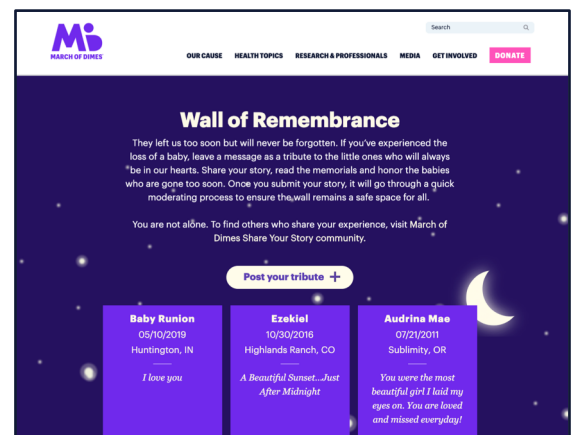 Search
MARCH OF DIMES
OUR CAUSE HEALTH TOPICS RESEARCH & PROFESSIONALS MEDIA GET INVOLVED DONATE
Wall of Remembrance
They left us too soon but will never be forgotten. If you've experienced the
loss of a baby, leave a message as a tribute to the little ones who will always
be in our hearts. Share your story, read the memorials and honor the babies
who are gone too soon. Once you submit your story, it will go through a quick
moderating process to ensure the wall remains a safe space for all.
You are not alone. To find others who share your experience, visit March of
Dimes Share Your Story community.
Post your tribute +
Baby Runion
05/10/2019
Huntington, IN
I love you
Ezekiel
10/30/2016
Highlands Ranch, CO
A Beautiful Sunset...Just
After Midnight
Audrina Mae
07/21/2011
Sublimity, OR
You were the most
beautiful girl I laid my
eyes on. You are loved
and missed everyday!